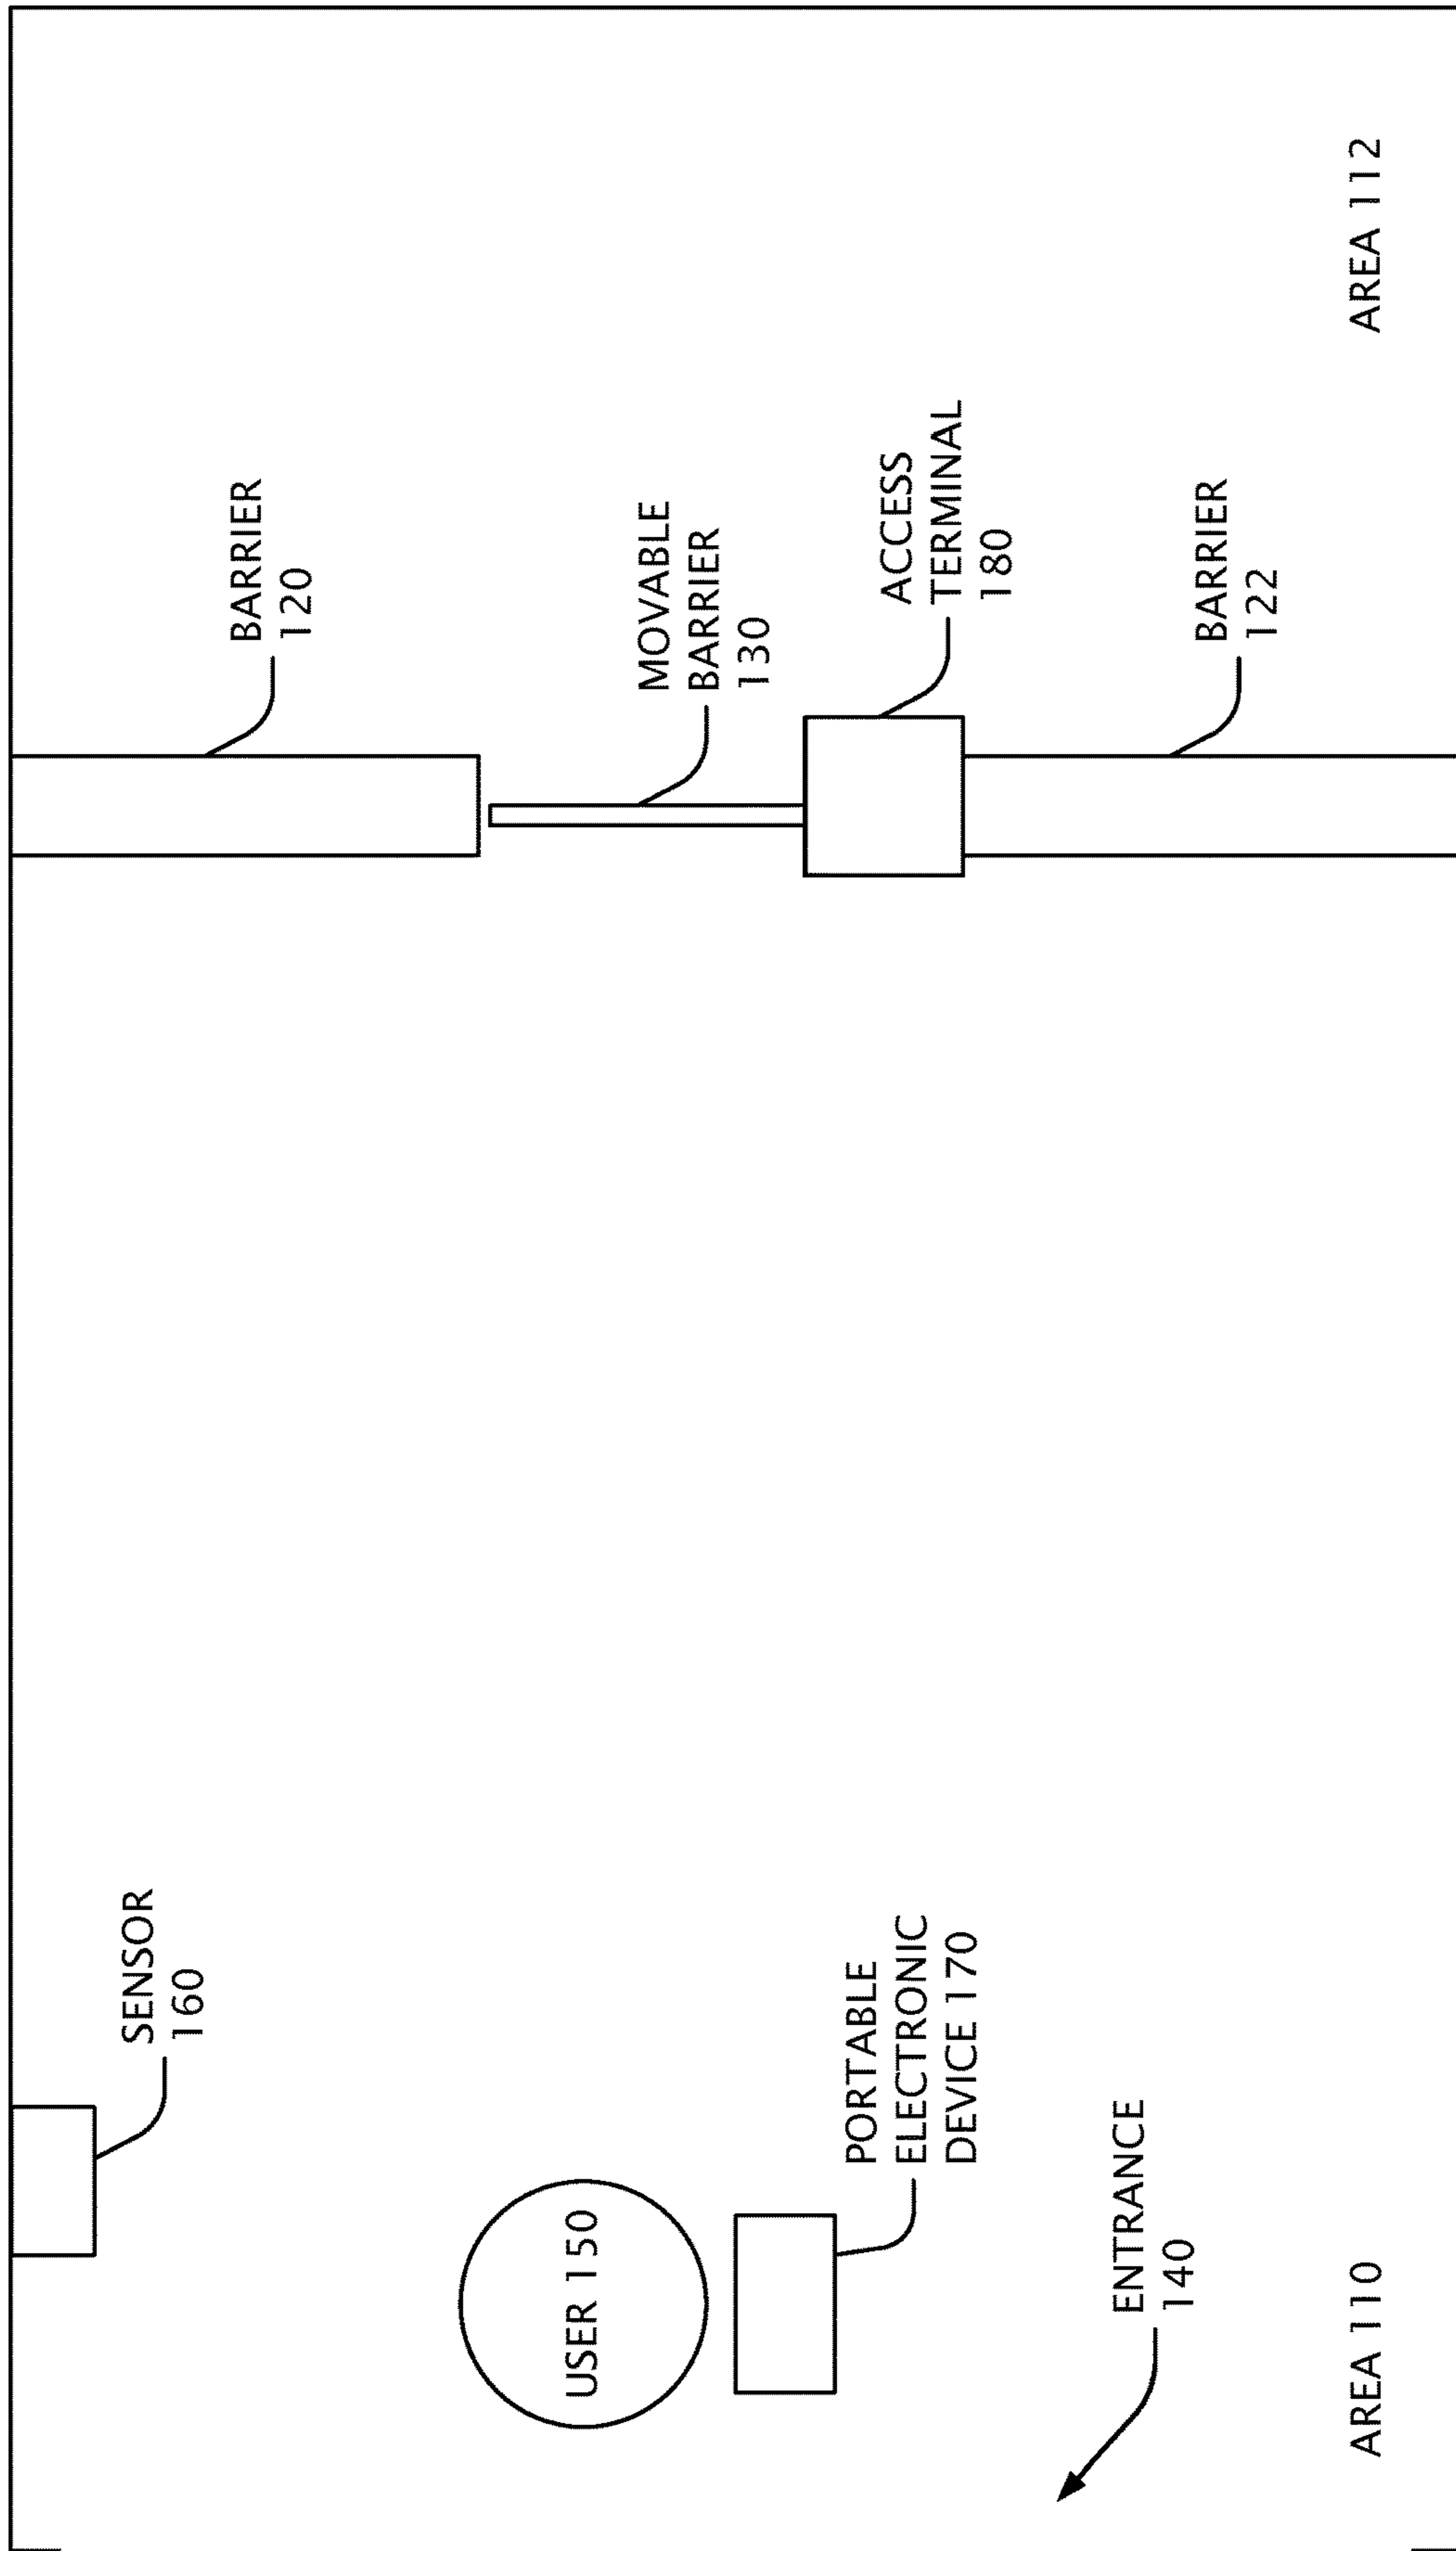 SENSOR
160
BARRIER
120
USER 150
MOVABLE
BARRIER
130
PORTABLE
ELECTRONIC
DEVICE 170
ACCESS
TERMINAL
180
ENTRANCE
140
BARRIER
122
AREA 110
AREA 112